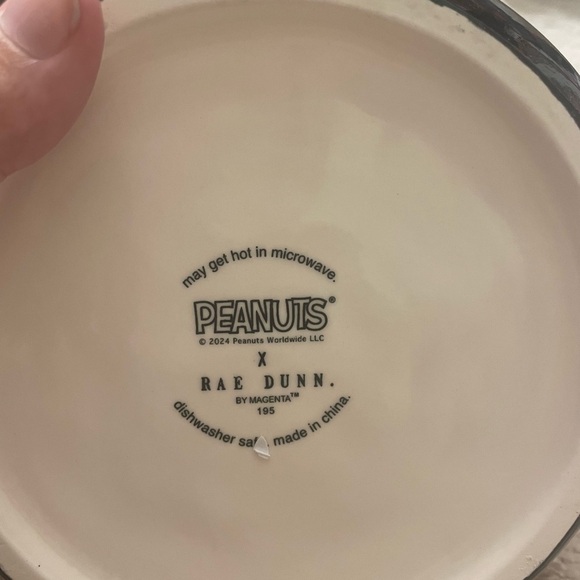 may get hot in microwave.
PEANUTS®
© 2024 Peanuts Worldwide LLC
X
RAE DUNN.
BY MAGENTA™
195
dishwasher made in china.